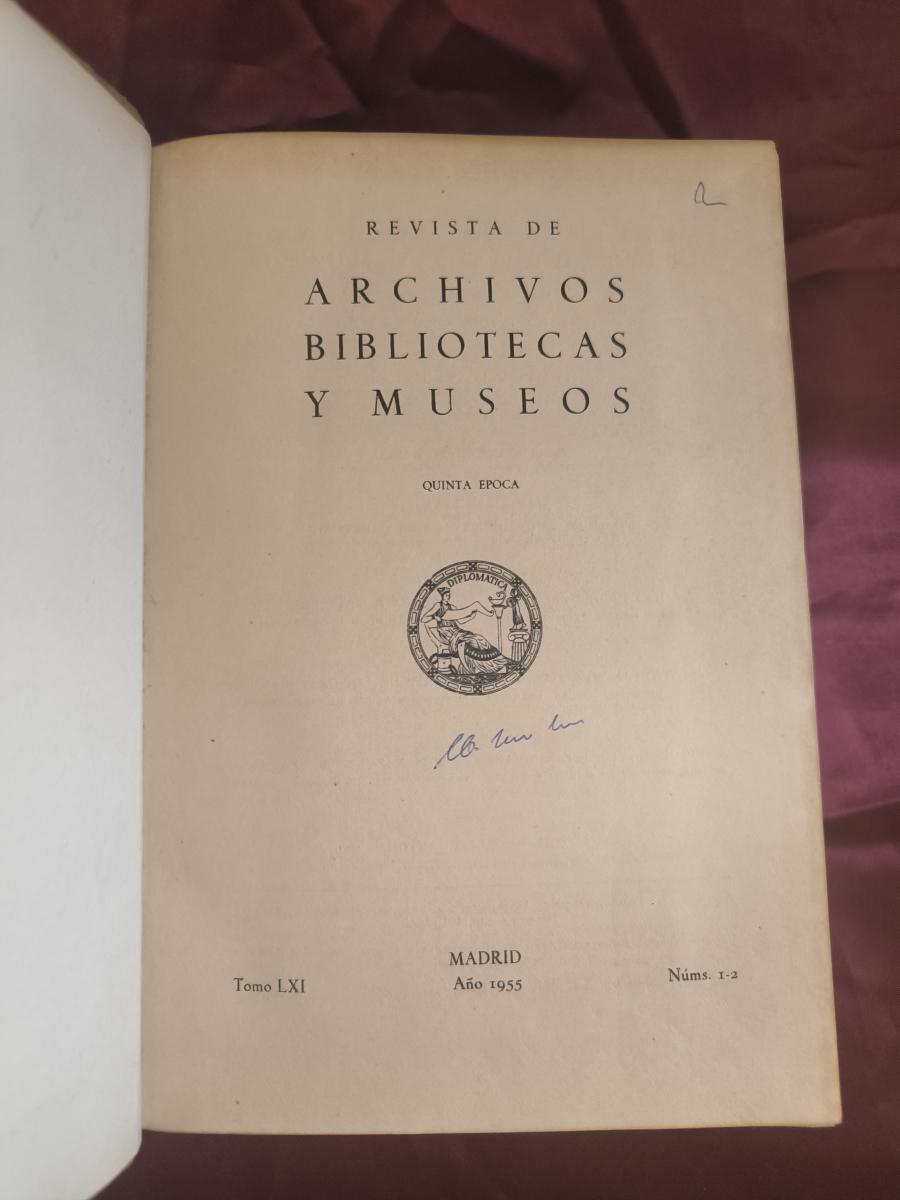 REVISTA DE
ARCHIVOS
BIBLIOTECAS
Y MUSEOS
QUINTA EPOCA
DIPLOMATICA
MADRID
Tomo LXI Año 1955 Núms. 1-2